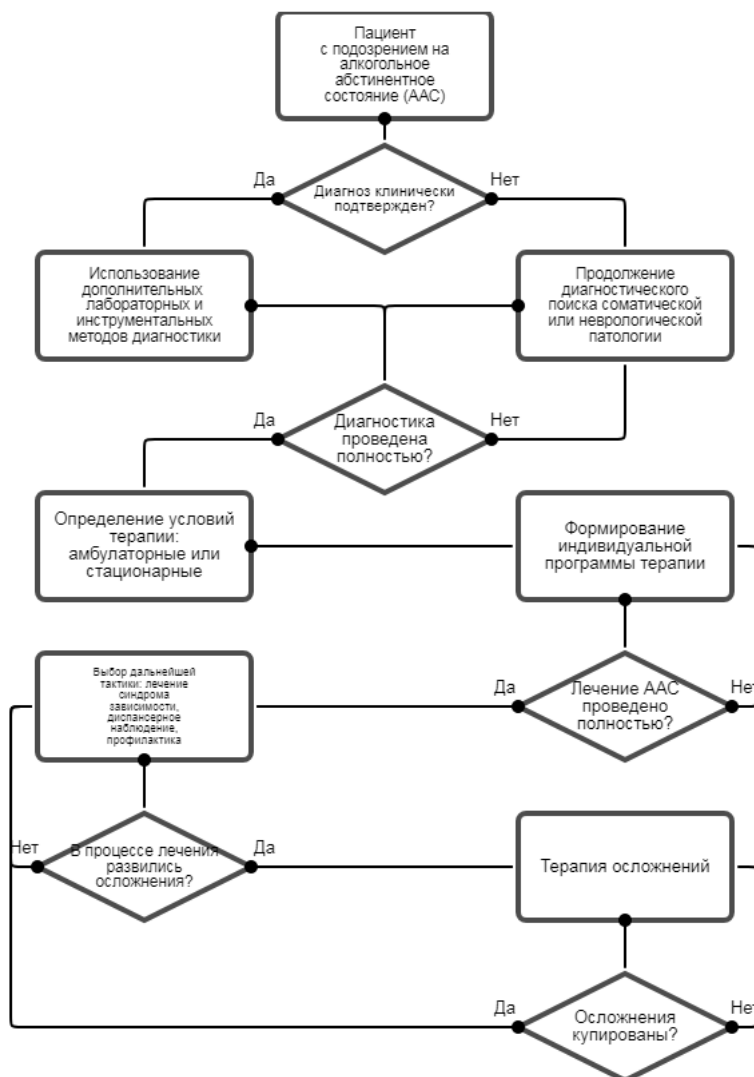 Пациент
с подозрением на
алкогольное
абстинентное
состояние (ААС)
Да
Нет
Диагноз клинически
подтвержден?
Использование
дополнительных
лабораторных и
инструментальных
методов диагностики
Продолжение
диагностического
поиска соматической
или неврологической
патологии
Да
Нет
Диагностика
проведена
полностью?
Определение условий
терапии:
амбулаторные или
стационарные
Формирование
индивидуальной
программы терапии
Выбор дальнейшей
тактики: лечение
синдрома
зависимости,
диспансерное
наблюдение,
профилактика
Да
Лечение ААС
проведено
полностью?
Нет
Нет
В процессе лечения
развились
осложнения?
Да
Терапия осложнений
Да
Осложнения
купированы?
Нет